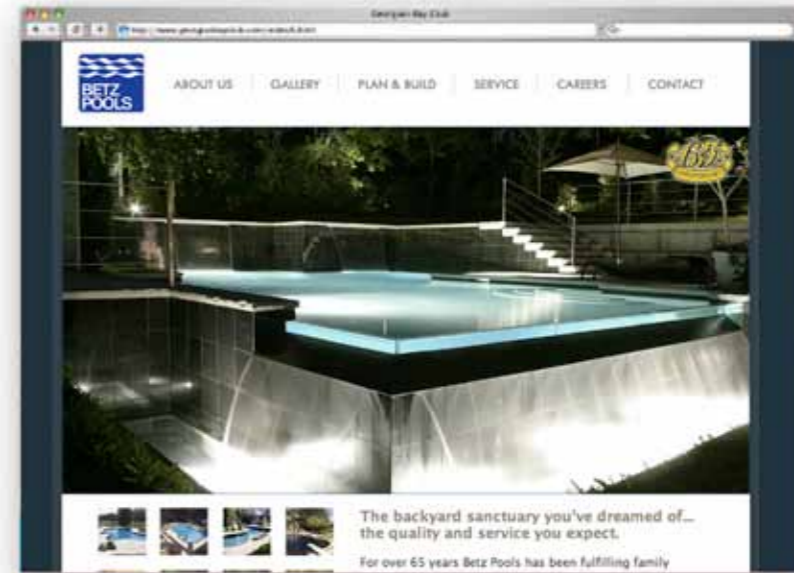 Georgian Bay Club
BETZ
POOLS
ABOUT US
GALLERY
PLAN & BUILD
SERVICE
CAREERS
CONTACT
65
The backyard sanctuary you've dreamed of...
the quality and service you expect.
For over 65 years Betz Pools has been fulfilling family